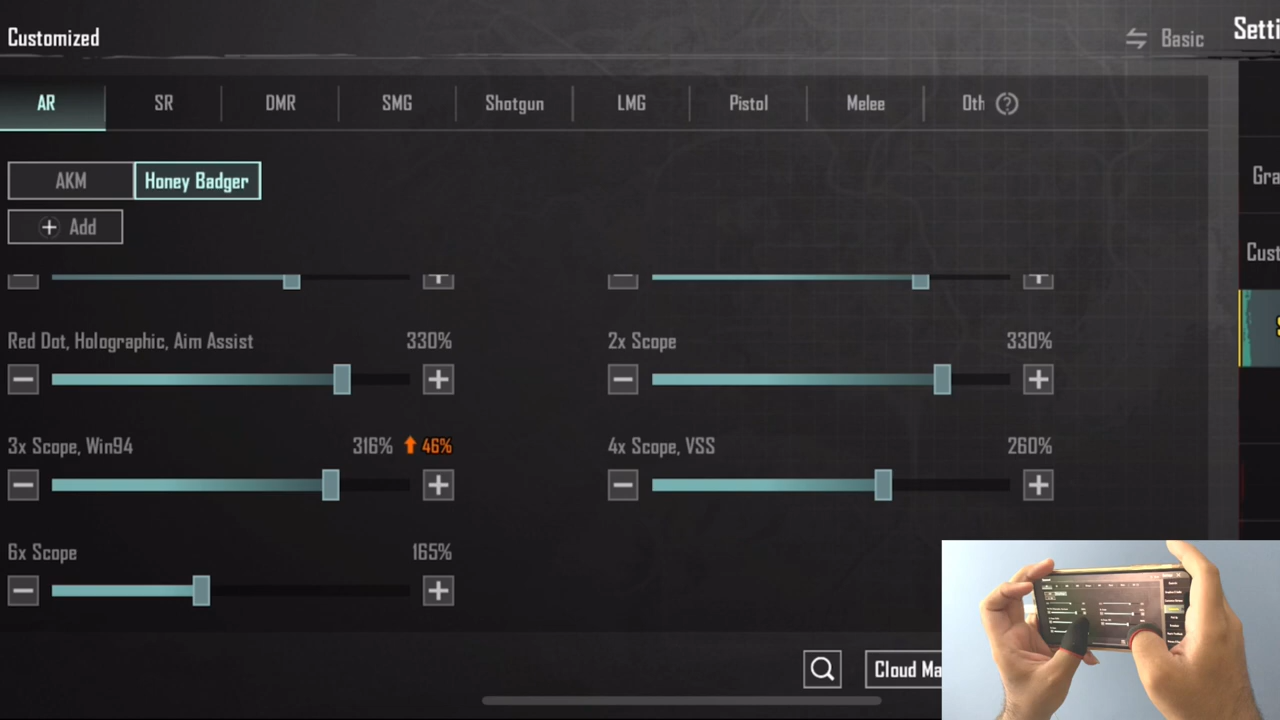 Customized
Basic
Setti
AR
SR
DMR
SMG
Shotgun
LMG
Pistol
Melee
Oth
?
Gra
AKM
Honey Badger
+ Add
Cust
Red Dot, Holographic, Aim Assist 330%
2x Scope 330%
3x Scope, Win94 316% 46%
4x Scope, VSS 260%
6x Scope 165%
Cloud Ma